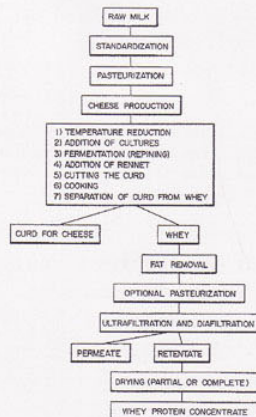 RAW MILK
STANDARDIZATION
PASTEURIZATION
CHEESE PRODUCTION
1) TEMPERATURE REDUCTION
2) ADDITION OF CULTURES
3) FERMENTATION (REPINING)
4) ADDITION OF RENNET
5) CUTTING THE CURD
6) COOKING
7) SEPARATION OF CURD FROM WHEY
CURD FOR CHEESE
WHEY
FAT REMOVAL
OPTIONAL PASTEURIZATION
ULTRAFILTRATION AND DIAFILTRATION
PERMEATE
RETENTATE
DRYING (PARTIAL OR COMPLETE)
WHEY PROTEIN CONCENTRATE